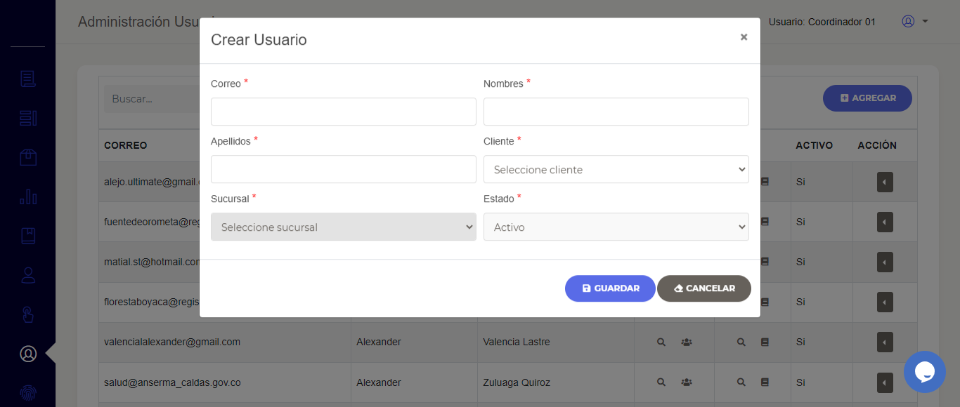 Administración Usu
Usuario: Coordinador 01
Crear Usuario
×
Correo *
Nombres *
Buscar...
AGREGAR
Apellidos *
Cliente *
Seleccione cliente
CORREO
ACTIVO
ACCIÓN
alejo.ultimate@gmail.
Si
Sucursal *
Estado *
Seleccione sucursal
Activo
fuentedeorometa@reg
Si
matial.st@hotmail.cor
Si
GUARDAR
CANCELAR
florestaboyaca@regis
Si
valencialalexander@gmail.com
Alexander
Valencia Lastre
Si
salud@anserma_caldas.gov.co
Alexander
Zuluaga Quiroz
Si